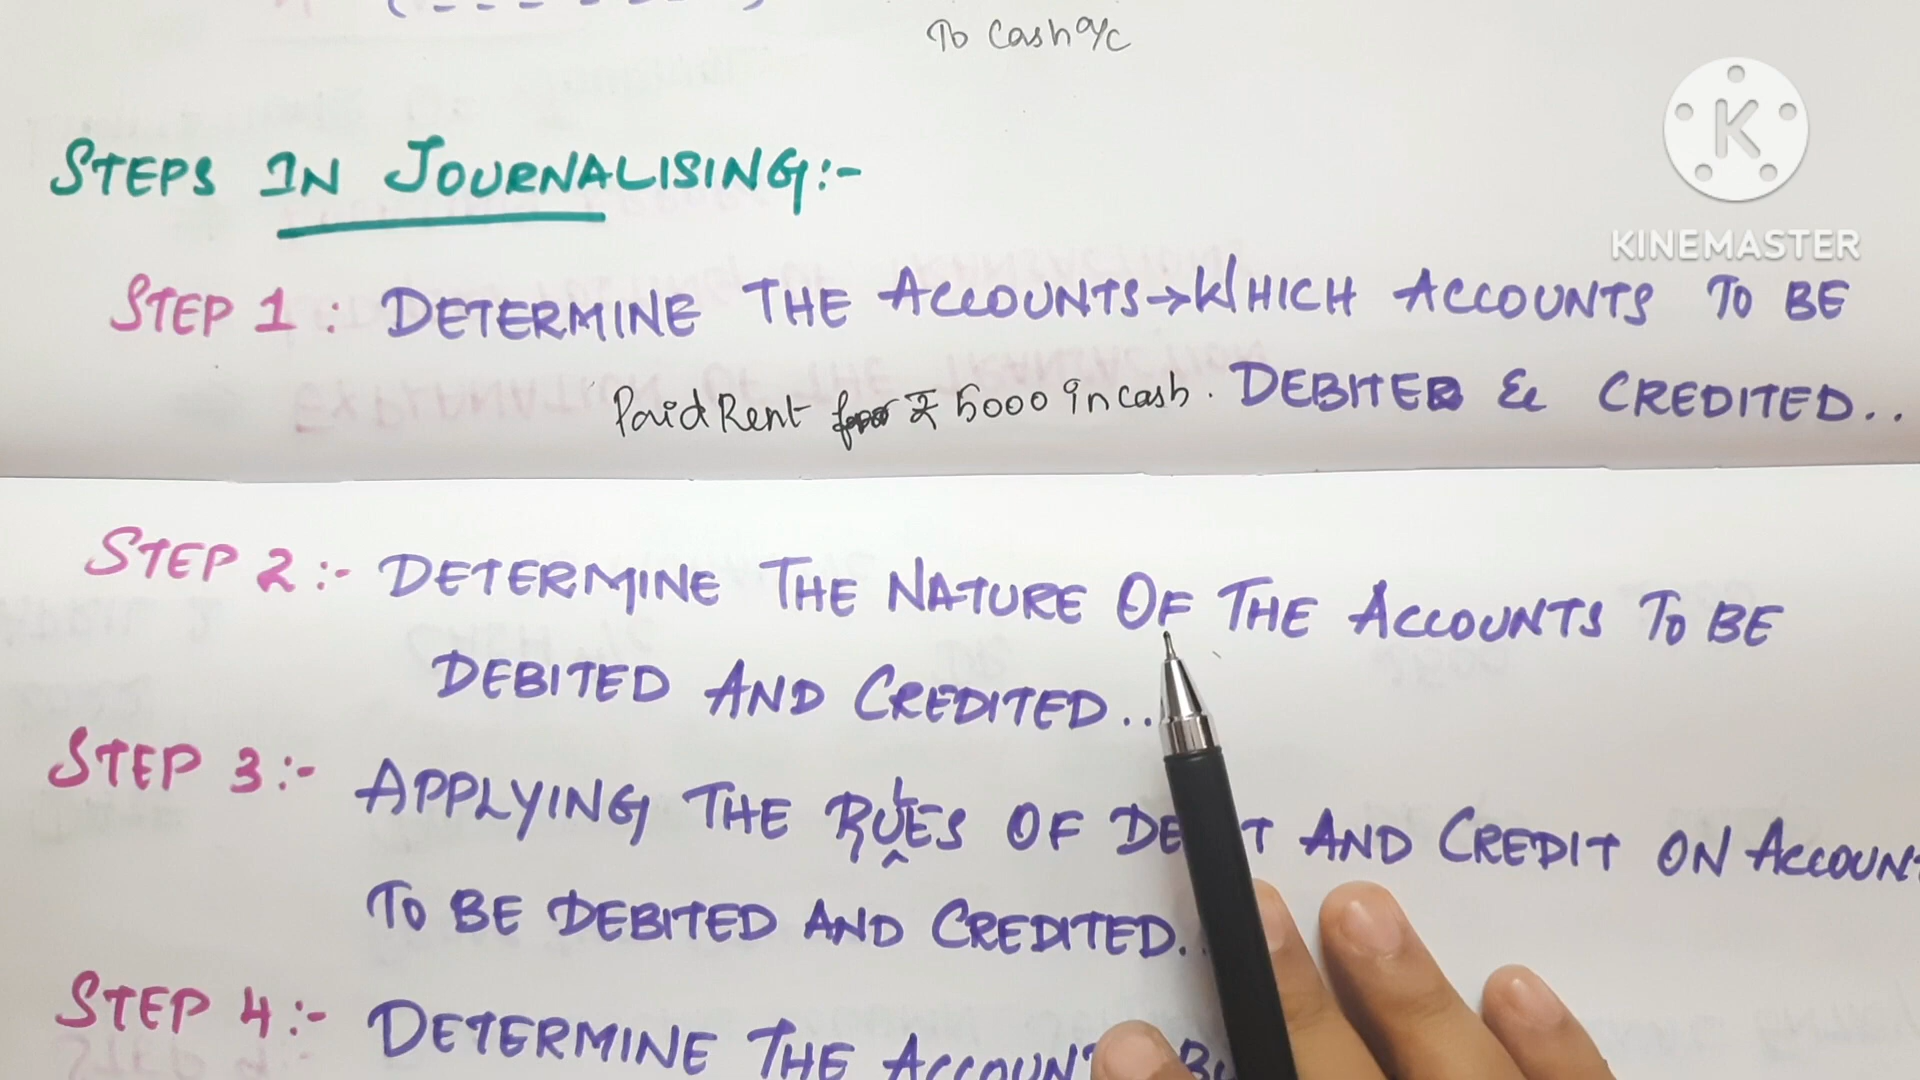 To Cash a/c
STEPS IN JOURNALISING:-
KINEMASTER
STEP 1: DETERMINE THE ACCOUNTS→WHICH ACCOUNTS TO BE
Paid Rent ₹ 5000 in cash. DEBITED & CREDITED..
STEP 2:- DETERMINE THE NATURE OF THE ACCOUNTS TO BE
DEBITED AND CREDITED..
STEP 3:- APPLYING THE RULES OF DE T AND CREDIT ON ACCOUNT
TO BE DEBITED AND CREDITED..
STEP 4:- DETERMINE THE ACCOUNT